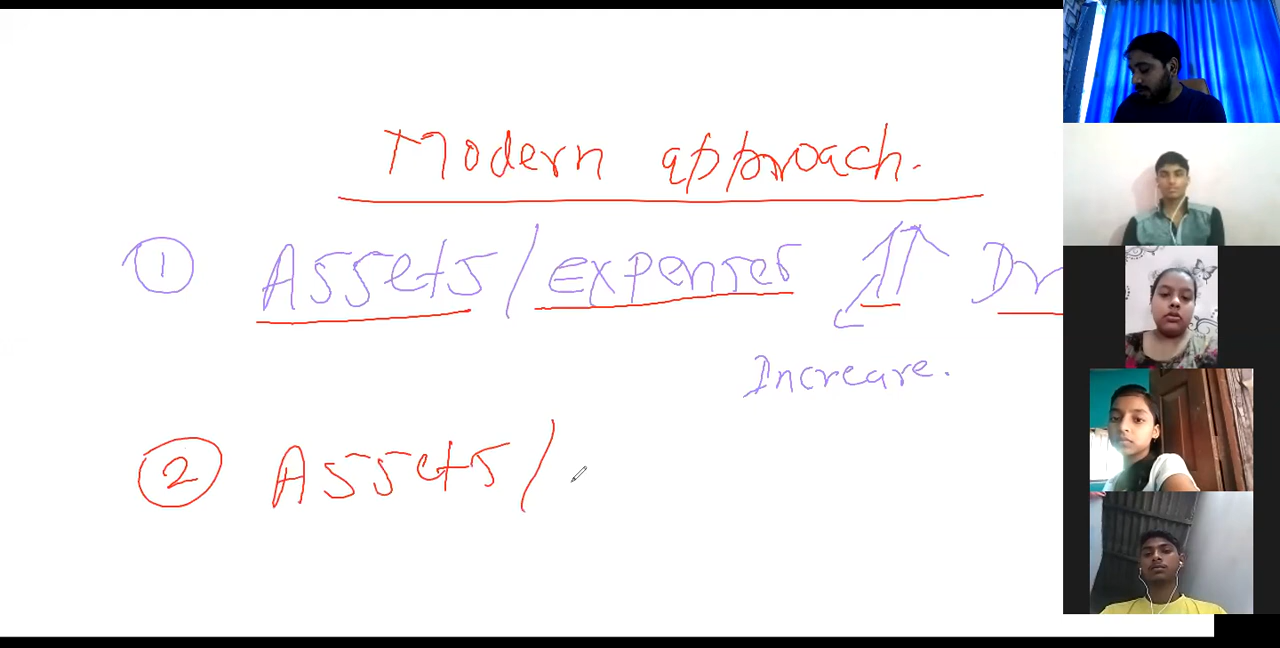 Modern approach.
① Assets/expenses ⇑ Dr
Increase.
② Assets/